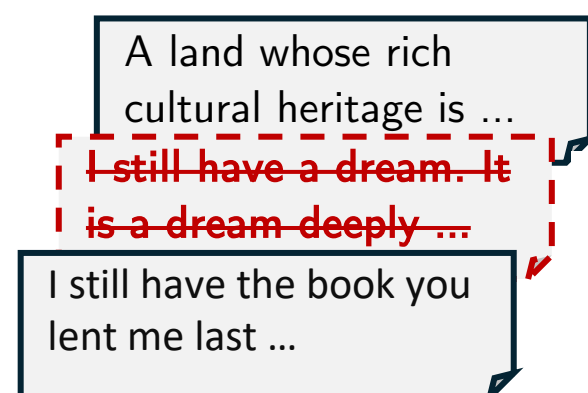 A land whose rich
cultural heritage is ...
I still have a dream. It
is a dream deeply ...
I still have the book you
lent me last ...